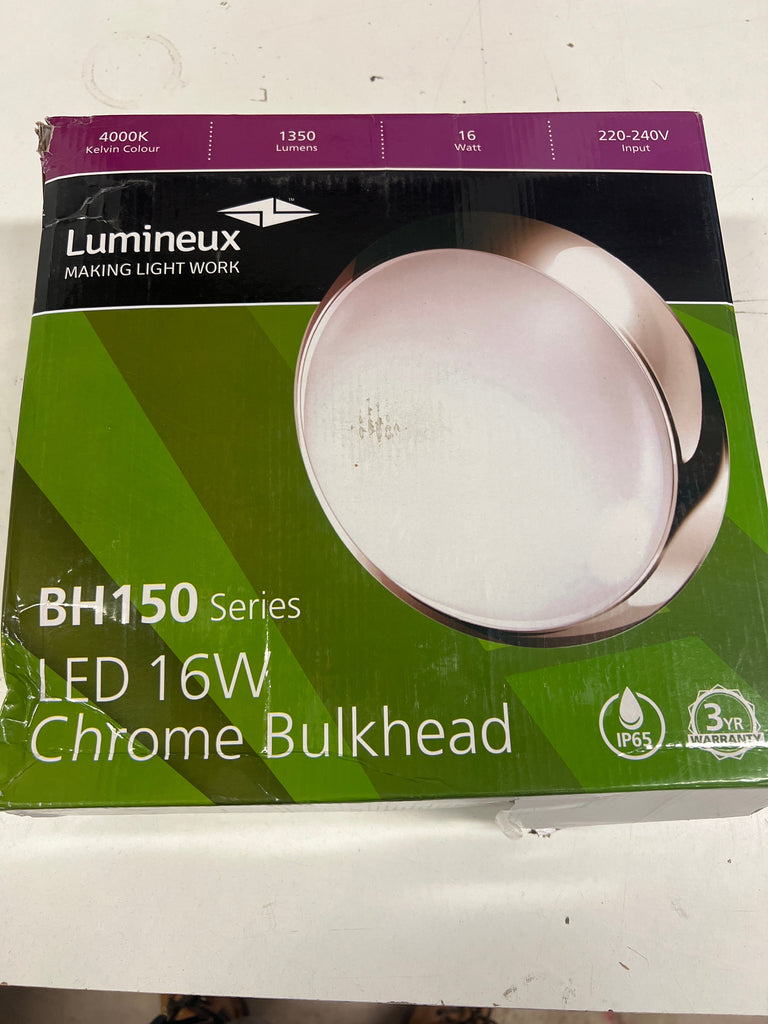 4000K 1350 16 220-240V
Kelvin Colour Lumens Watt Input
Lumineux ™
MAKING LIGHT WORK
BH150 Series
LED 16W
Chrome Bulkhead
IP65
3YR
WARRANTY